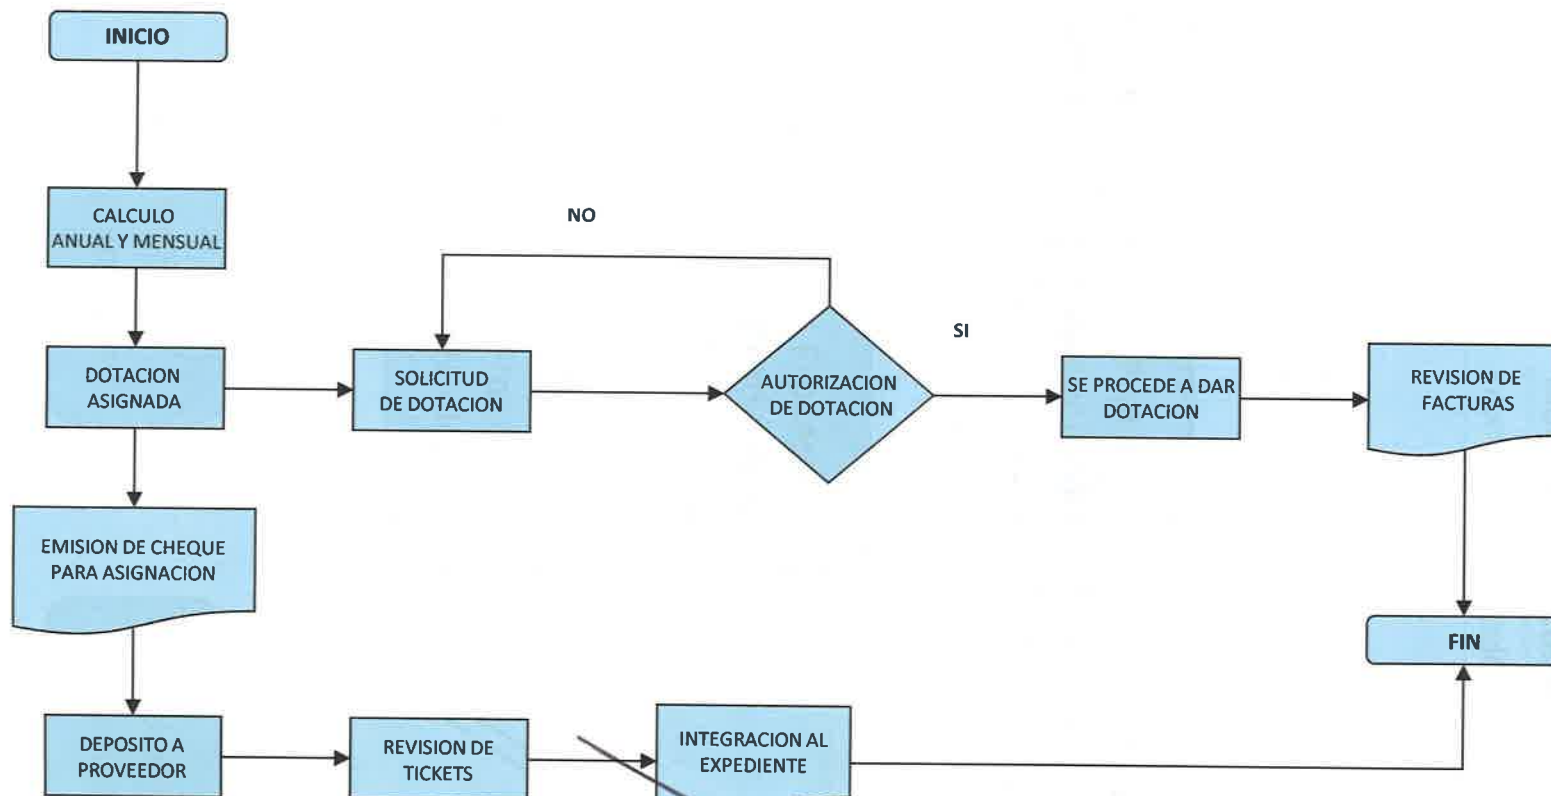 INICIO
CALCULO
ANUAL Y MENSUAL
NO
DOTACION
ASIGNADA
SOLICITUD
DE DOTACION
AUTORIZACION
DE DOTACION
SI
SE PROCEDE A DAR
DOTACION
REVISION DE
FACTURAS
EMISION DE CHEQUE
PARA ASIGNACION
FIN
DEPOSITO A
PROVEEDOR
REVISION DE
TICKETS
INTEGRACION AL
EXPEDIENTE